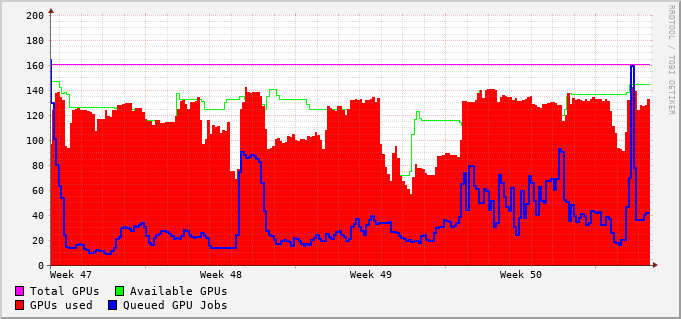 200
180
160
140
120
100
80
60
40
20
0
Week 47 Week 48 Week 49 Week 50
Total GPUs Available GPUs
GPUs used Queued GPU Jobs
RRDTOOL / TOBI OETIKER